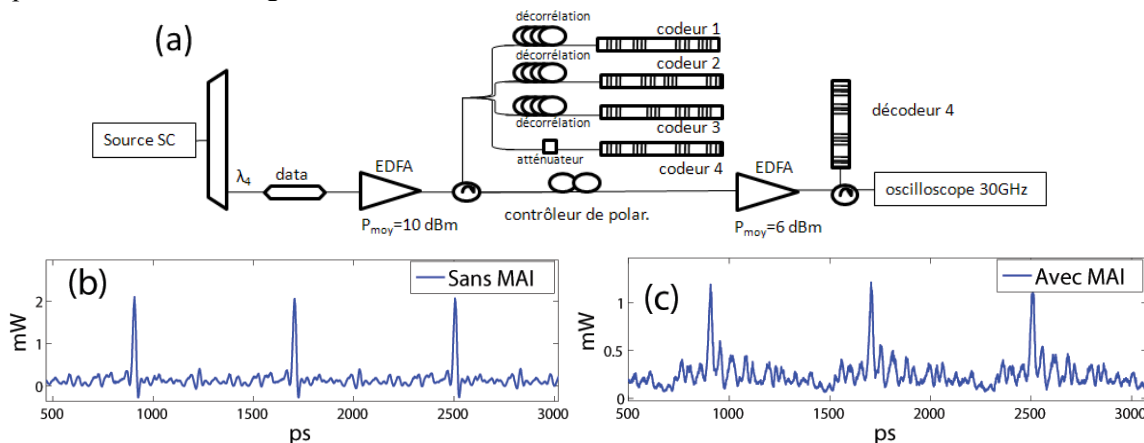 (a)
décorrélation
codeur 1
décorrélation
codeur 2
décorrélation
codeur 3
atténuateur
codeur 4
Source SC
λ4
data
EDFA
Pmoy=10 dBm
contrôleur de polar.
EDFA
Pmoy=6 dBm
décodeur 4
oscilloscope 30GHz
(b)
Sans MAI
mW
2
1
0
500 1000 1500 2000 2500 3000
ps
(c)
Avec MAI
mW
1
0.5
0
500 1000 1500 2000 2500 3000
ps